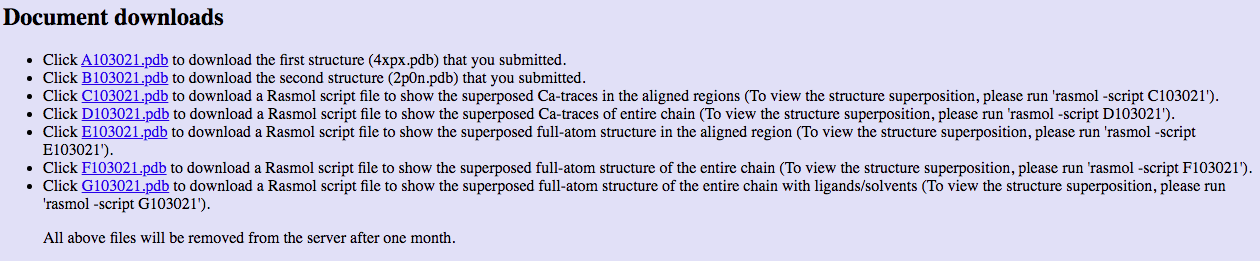 Document downloads
Click A103021.pdb to download the first structure (4xpx.pdb) that you submitted.
Click B103021.pdb to download the second structure (2p0n.pdb) that you submitted.
Click C103021.pdb to download a Rasmol script file to show the superposed Ca-traces in the aligned regions (To view the structure superposition, please run 'rasmol -script C103021').
Click D103021.pdb to download a Rasmol script file to show the superposed Ca-traces of entire chain (To view the structure superposition, please run 'rasmol -script D103021').
Click E103021.pdb to download a Rasmol script file to show the superposed full-atom structure in the aligned region (To view the structure superposition, please run 'rasmol -script
E103021').
Click F103021.pdb to download a Rasmol script file to show the superposed full-atom structure of the entire chain (To view the structure superposition, please run 'rasmol -script F103021').
Click G103021.pdb to download a Rasmol script file to show the superposed full-atom structure of the entire chain with ligands/solvents (To view the structure superposition, please run
'rasmol -script G103021').
All above files will be removed from the server after one month.